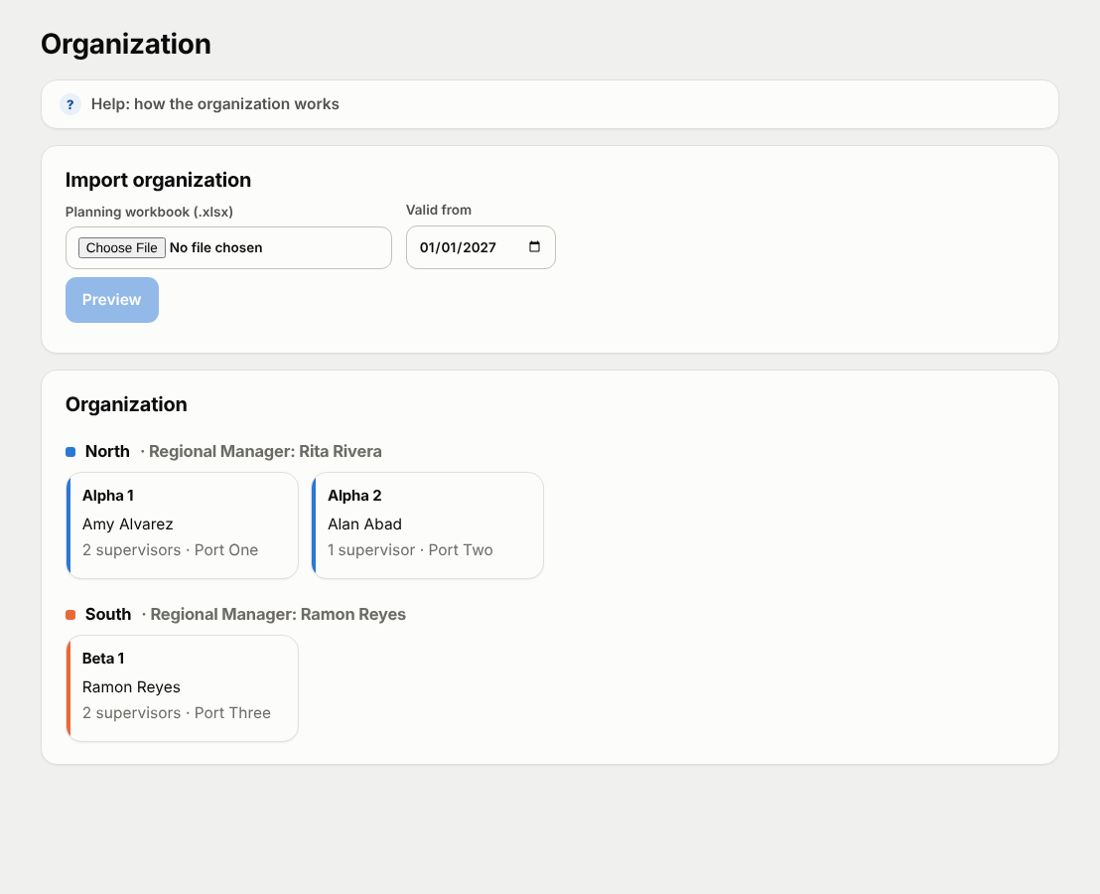 Organization
? Help: how the organization works
Import organization
Planning workbook (.xlsx)
Valid from
Choose File No file chosen
01/01/2027
Preview
Organization
North · Regional Manager: Rita Rivera
Alpha 1
Amy Alvarez
2 supervisors · Port One
Alpha 2
Alan Abad
1 supervisor · Port Two
South · Regional Manager: Ramon Reyes
Beta 1
Ramon Reyes
2 supervisors · Port Three